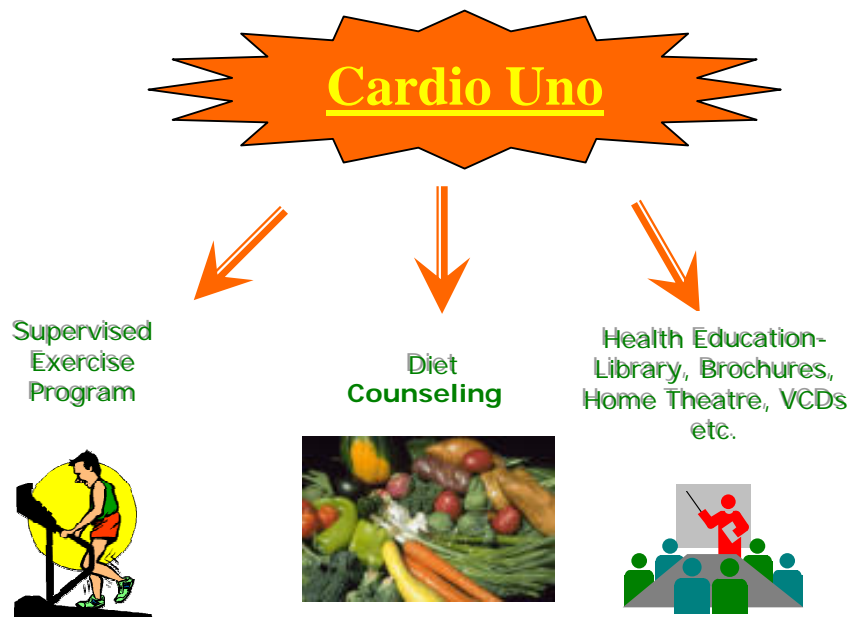 Cardio Uno
Supervised
Exercise
Program
Diet
Counseling
Health Education-
Library, Brochures,
Home Theatre, VCDs
etc.